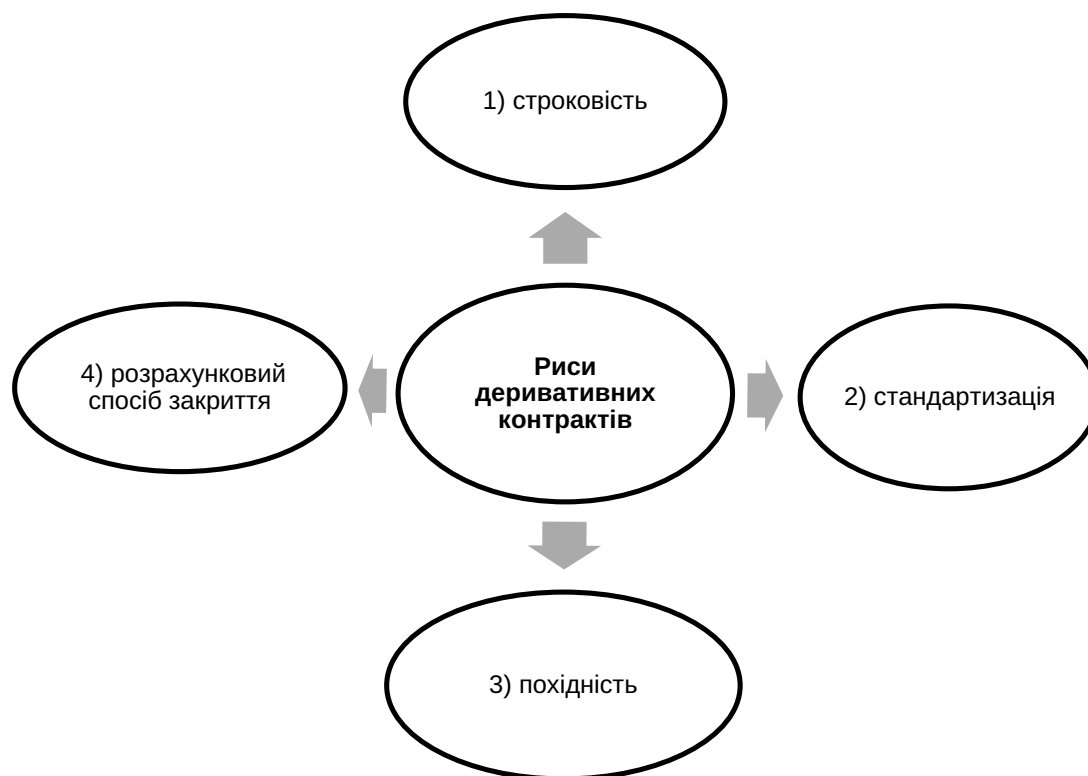 1) строковість
4) розрахунковий
спосіб закриття
Риси
деривативних
контрактів
2) стандартизація
3) похідність